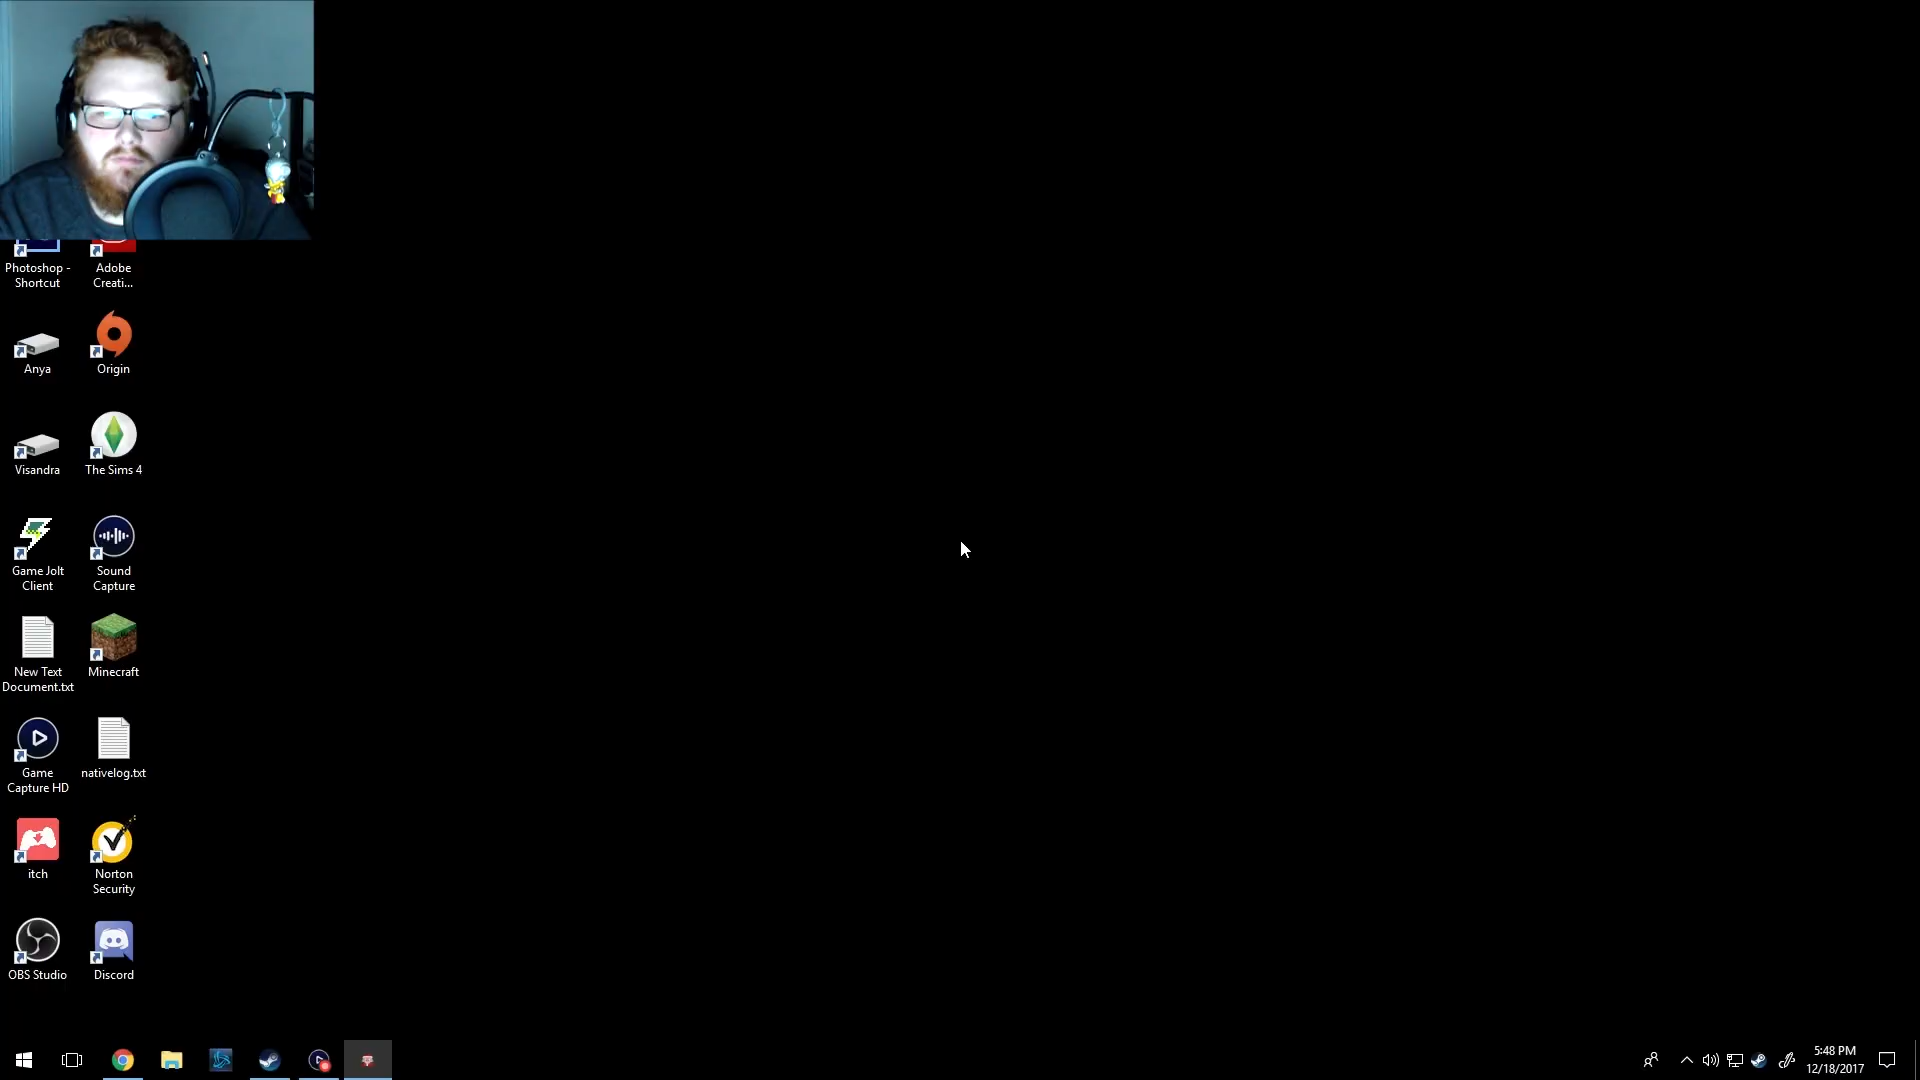 Photoshop -
Shortcut
Adobe
Creati...
Anya
Origin
Visandra
The Sims 4
Game Jolt
Client
Sound
Capture
New Text
Document.txt
Minecraft
Game
Capture HD
nativelog.txt
itch
Norton
Security
OBS Studio
Discord
5:48 PM
12/18/2017